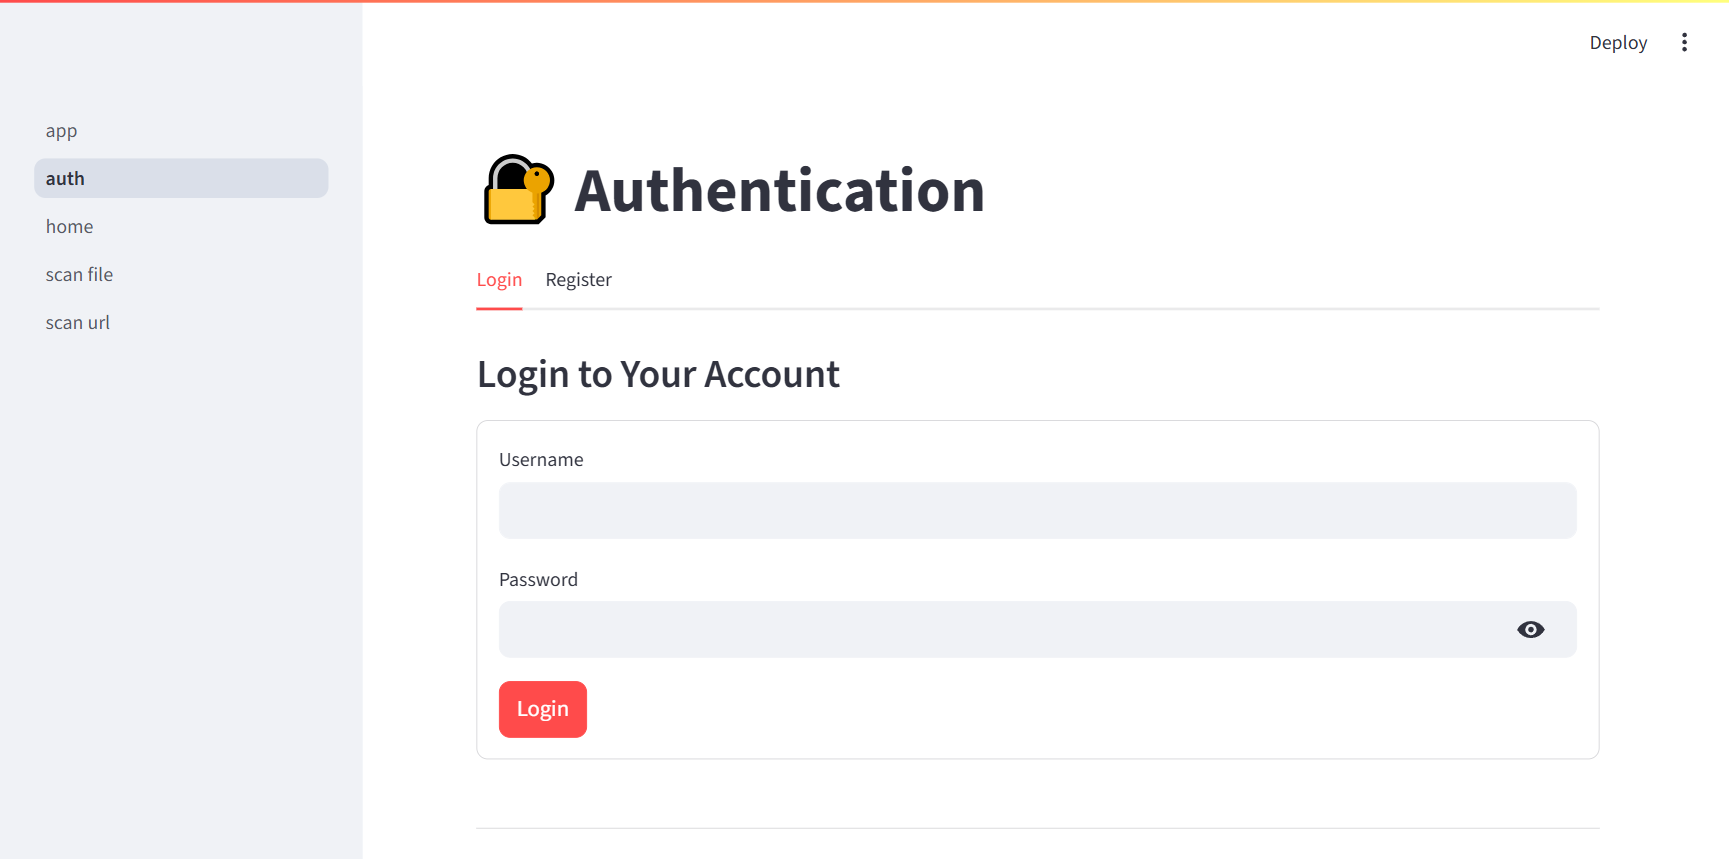 Deploy
app
auth
home
scan file
scan url
Authentication
Login Register
Login to Your Account
Username
Password
Login